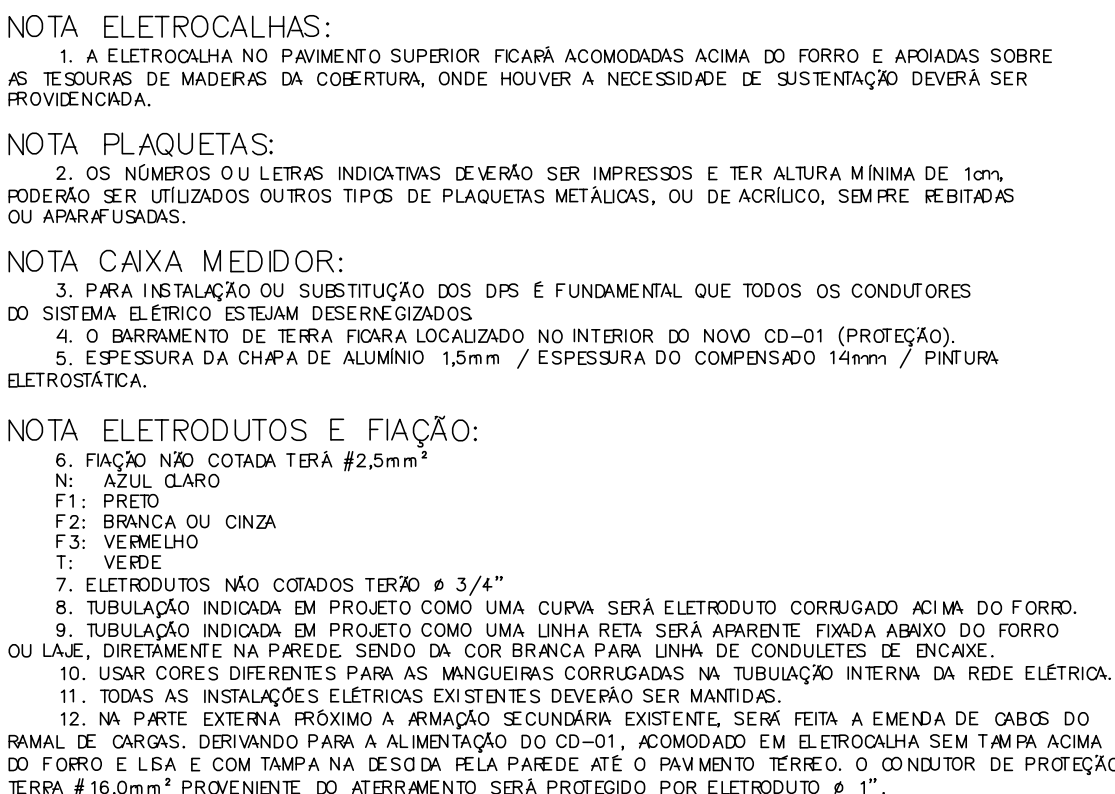 NOTA ELETROCALHAS:
1. A ELETROCALHA NO PAVIMENTO SUPERIOR FICARÁ ACOMODADAS ACIMA DO FORRO E APOIADAS SOBRE
AS TESOURAS DE MADEIRAS DA COBERTURA, ONDE HOUVER A NECESSIDADE DE SUSTENTAÇÃO DEVERÁ SER
PROVIDENCIADA.
NOTA PLAQUETAS:
2. OS NÚMEROS OU LETRAS INDICATIVAS DEVERÃO SER IMPRESSOS E TER ALTURA MÍNIMA DE 1cm,
PODERÃO SER UTÍLIZADOS OUTROS TIPOS DE PLAQUETAS METÁLICAS, OU DE ACRÍLICO, SEMPRE REBITADAS
OU APARAFUSADAS.
NOTA CAIXA MEDIDOR:
3. PARA INSTALAÇÃO OU SUBSTITUÇÃO DOS DPS É FUNDAMENTAL QUE TODOS OS CONDUTORES
DO SISTEMA ELÉTRICO ESTEJAM DESERNEGIZADOS.
4. O BARRAMENTO DE TERRA FICARA LOCALIZADO NO INTERIOR DO NOVO CD-01 (PROTEÇÃO).
5. ESPESSURA DA CHAPA DE ALUMÍNIO 1,5mm / ESPESSURA DO COMPENSADO 14mm / PINTURA
ELETROSTÁTICA.
NOTA ELETRODUTOS E FIAÇÃO:
6. FIAÇÃO NÃO COTADA TERÁ #2,5mm²
N: AZUL CLARO
F1: PRETO
F2: BRANCA OU CINZA
F3: VERMELHO
T: VERDE
7. ELETRODUTOS NÃO COTADOS TERÃO ø 3/4"
8. TUBULAÇÃO INDICADA EM PROJETO COMO UMA CURVA SERÁ ELETRODUTO CORRUGADO ACIMA DO FORRO.
9. TUBULAÇÃO INDICADA EM PROJETO COMO UMA LINHA RETA SERÁ APARENTE FIXADA ABAIXO DO FORRO
OU LAJE, DIRETAMENTE NA PAREDE. SENDO DA COR BRANCA PARA LINHA DE CONDULETES DE ENCAIXE.
10. USAR CORES DIFERENTES PARA AS MANGUEIRAS CORRUGADAS NA TUBULAÇÃO INTERNA DA REDE ELÉTRICA.
11. TODAS AS INSTALAÇÕES ELÉTRICAS EXISTENTES DEVERÃO SER MANTIDAS.
12. NA PARTE EXTERNA PRÓXIMO A ARMAÇÃO SECUNDÁRIA EXISTENTE, SERÁ FEITA A EMENDA DE CABOS DO
RAMAL DE CARGAS. DERIVANDO PARA A ALIMENTAÇÃO DO CD-01, ACOMODADO EM ELETROCALHA SEM TAMPA ACIMA
DO FORRO E LISA E COM TAMPA NA DESCIDA PELA PAREDE ATÉ O PAVIMENTO TÉRREO. O CONDUTOR DE PROTEÇÃO
TERRA #16,0mm² PROVENIENTE DO ATERRAMENTO SERÁ PROTEGIDO POR ELETRODUTO ø 1".